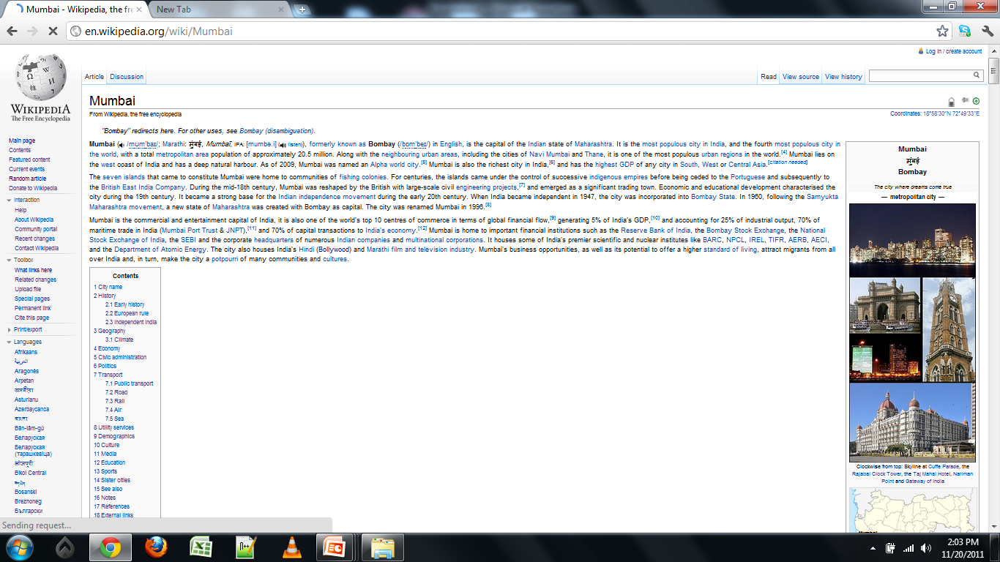 Mumbai - Wikipedia, the fre
New Tab
en.wikipedia.org/wiki/Mumbai
Log in / create account
Article Discussion
Read View source View history
WIKIPEDIA
The Free Encyclopedia
Mumbai
From Wikipedia, the free encyclopedia
Coordinates: 18°58′30″N 72°49′33″E
"Bombay" redirects here. For other uses, see Bombay (disambiguation).
Mumbai (/mʊmˈbaɪ/; Marathi: मुंबई, Mumbaī, IPA: [mumbə.i] (listen)), formerly known as Bombay (/bɒmˈbeɪ/) in English, is the capital of the Indian state of Maharashtra. It is the most populous city in India, and the fourth most populous city in
the world, with a total metropolitan area population of approximately 20.5 million. Along with the neighbouring urban areas, including the cities of Navi Mumbai and Thane, it is one of the most populous urban regions in the world.[4] Mumbai lies on
the west coast of India and has a deep natural harbour. As of 2009, Mumbai was named an Alpha world city.[5] Mumbai is also the richest city in India,[6] and has the highest GDP of any city in South, West or Central Asia.[citation needed]
The seven islands that came to constitute Mumbai were home to communities of fishing colonies. For centuries, the islands came under the control of successive indigenous empires before being ceded to the Portuguese and subsequently to
the British East India Company. During the mid-18th century, Mumbai was reshaped by the British with large-scale civil engineering projects,[7] and emerged as a significant trading town. Economic and educational development characterised the
city during the 19th century. It became a strong base for the Indian independence movement during the early 20th century. When India became independent in 1947, the city was incorporated into Bombay State. In 1960, following the Samyukta
Maharashtra movement, a new state of Maharashtra was created with Bombay as capital. The city was renamed Mumbai in 1996.[8]
Mumbai is the commercial and entertainment capital of India, it is also one of the world's top 10 centres of commerce in terms of global financial flow,[9] generating 5% of India's GDP,[10] and accounting for 25% of industrial output, 70% of
maritime trade in India (Mumbai Port Trust & JNPT),[11] and 70% of capital transactions to India's economy.[12] Mumbai is home to important financial institutions such as the Reserve Bank of India, the Bombay Stock Exchange, the National
Stock Exchange of India, the SEBI and the corporate headquarters of numerous Indian companies and multinational corporations. It houses some of India's premier scientific and nuclear institutes like BARC, NPCL, IREL, TIFR, AERB, AECI,
and the Department of Atomic Energy. The city also houses India's Hindi (Bollywood) and Marathi film and television industry. Mumbai's business opportunities, as well as its potential to offer a higher standard of living, attract migrants from all
over India and, in turn, make the city a potpourri of many communities and cultures.
Main page
Contents
Featured content
Current events
Random article
Donate to Wikipedia
Interaction
Help
About Wikipedia
Community portal
Recent changes
Contact Wikipedia
Toolbox
What links here
Related changes
Upload file
Special pages
Permanent link
Cite this page
Print/export
Languages
Afrikaans
العربية
Aragonés
Arpetan
অসমীয়া
Asturianu
Azərbaycanca
বাংলা
Bân-lâm-gú
Беларуская
Беларуская
(тарашкевіца)
भोजपुरी
Bikol Central
Bosanski
Brezhoneg
Български
Contents
1 City name
2 History
2.1 Early history
2.2 European rule
2.3 Independent India
3 Geography
3.1 Climate
4 Economy
5 Civic administration
6 Politics
7 Transport
7.1 Public transport
7.2 Road
7.3 Rail
7.4 Air
7.5 Sea
8 Utility services
9 Demographics
10 Culture
11 Media
12 Education
13 Sports
14 Sister cities
15 See also
16 Notes
17 References
18 External links
Mumbai
मुंबई
Bombay
The city where dreams come true
— metropolitan city —
Clockwise from top: Skyline at Cuffe Parade, the
Rajabai Clock Tower, the Taj Mahal Hotel, Nariman
Point and Gateway of India
Sending request...
2:03 PM
11/20/2011